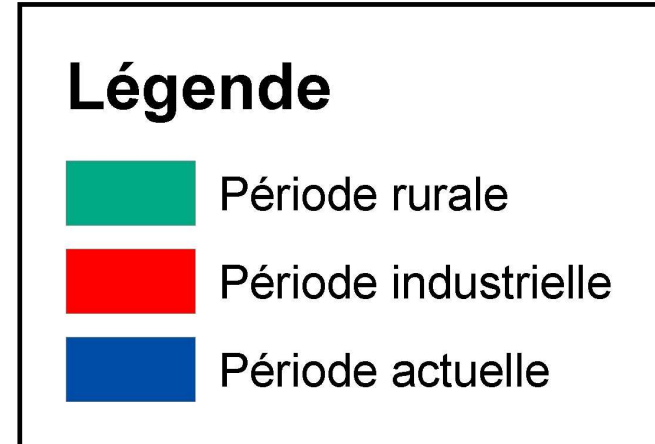 Légende
Période rurale
Période industrielle
Période actuelle